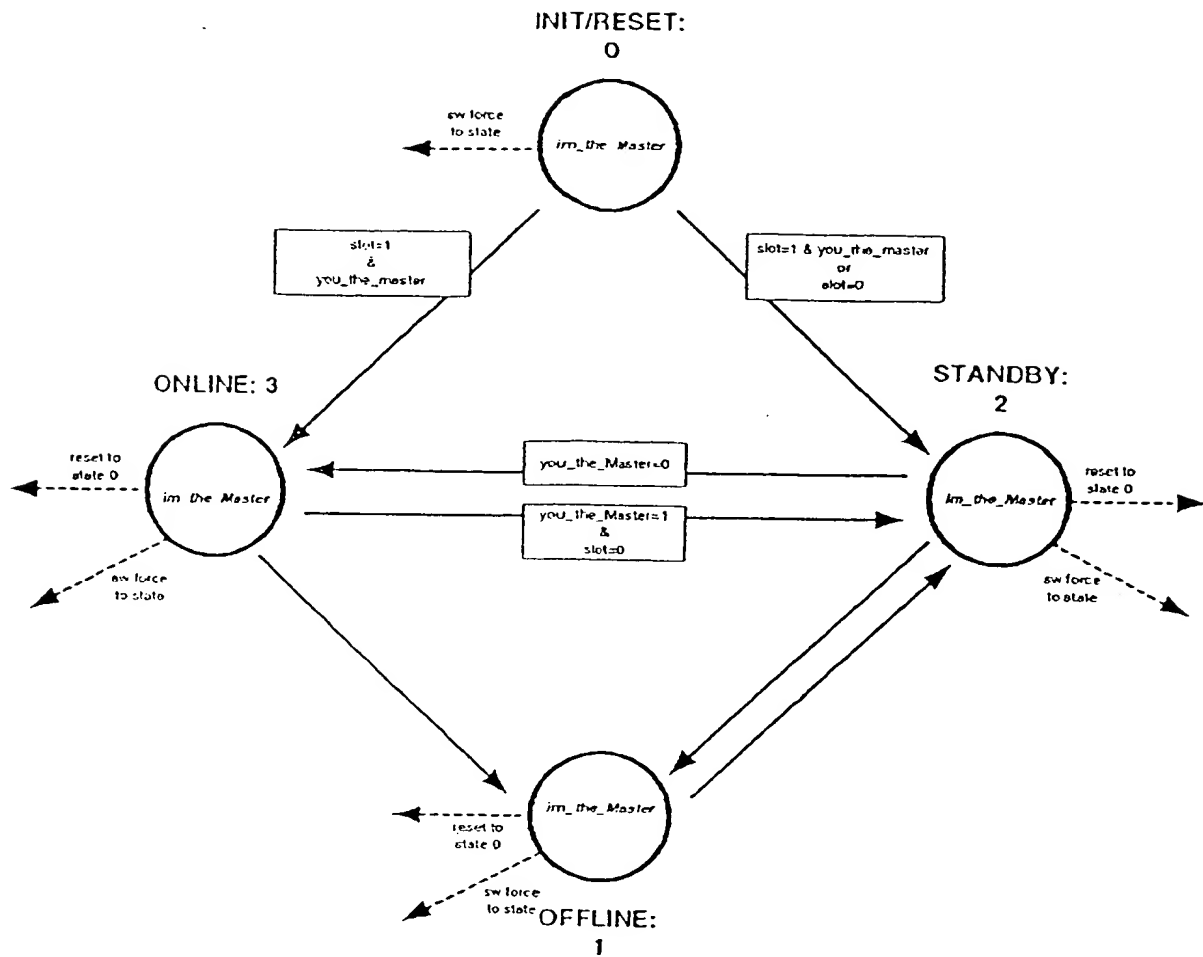 INIT/RESET:
0
sw force
to state
im_the_Master
slot=1
&
you_the_master
slot=1 & you_the_master
or
slot=0
ONLINE: 3
STANDBY:
2
reset to
state 0
im_the_Master
you_the_Master=0
you_the_Master=1
&
slot=0
Im_the_Master
reset to
state 0
sw force
to state
sw force
to state
im_the_Master
reset to
state 0
sw force
to state
OFFLINE:
1